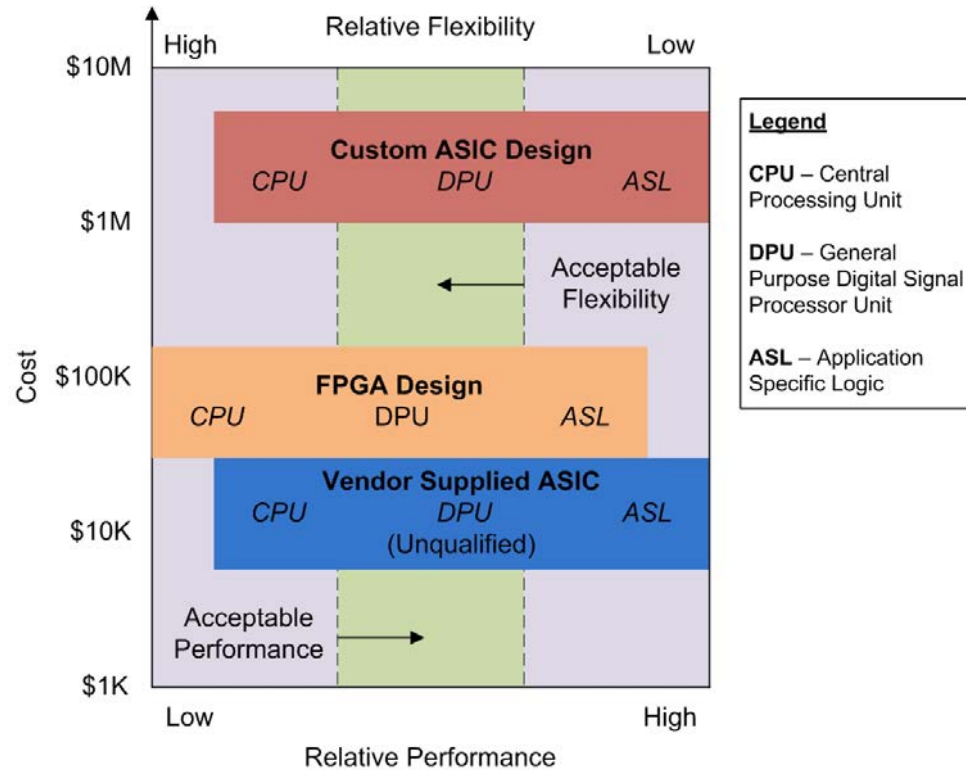 Relative Flexibility
High
Low
$10M
$1M
$100K
$10K
$1K
Cost
Custom ASIC Design
CPU DPU ASL
Acceptable
Flexibility
FPGA Design
CPU DPU ASL
Vendor Supplied ASIC
CPU DPU ASL
(Unqualified)
Acceptable
Performance
Low
High
Relative Performance
Legend
CPU – Central
Processing Unit
DPU – General
Purpose Digital Signal
Processor Unit
ASL – Application
Specific Logic